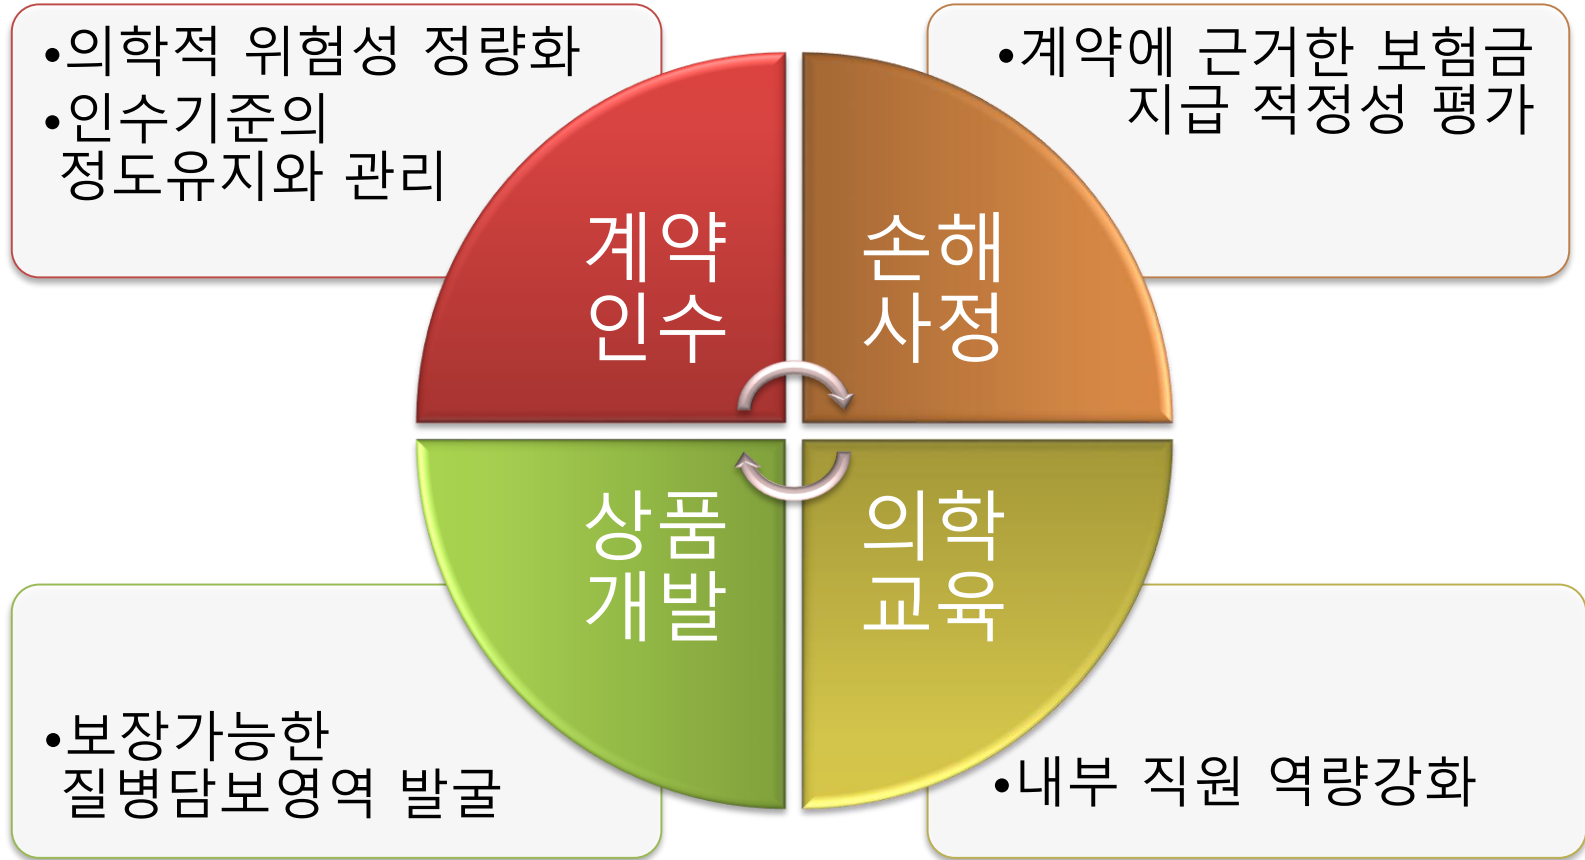 •의학적 위험성 정량화
•인수기준의
정도유지와 관리
•계약에 근거한 보험금
지급 적정성 평가
계약
인수
손해
사정
상품
개발
의학
교육
•보장가능한
질병담보영역 발굴
•내부 직원 역량강화